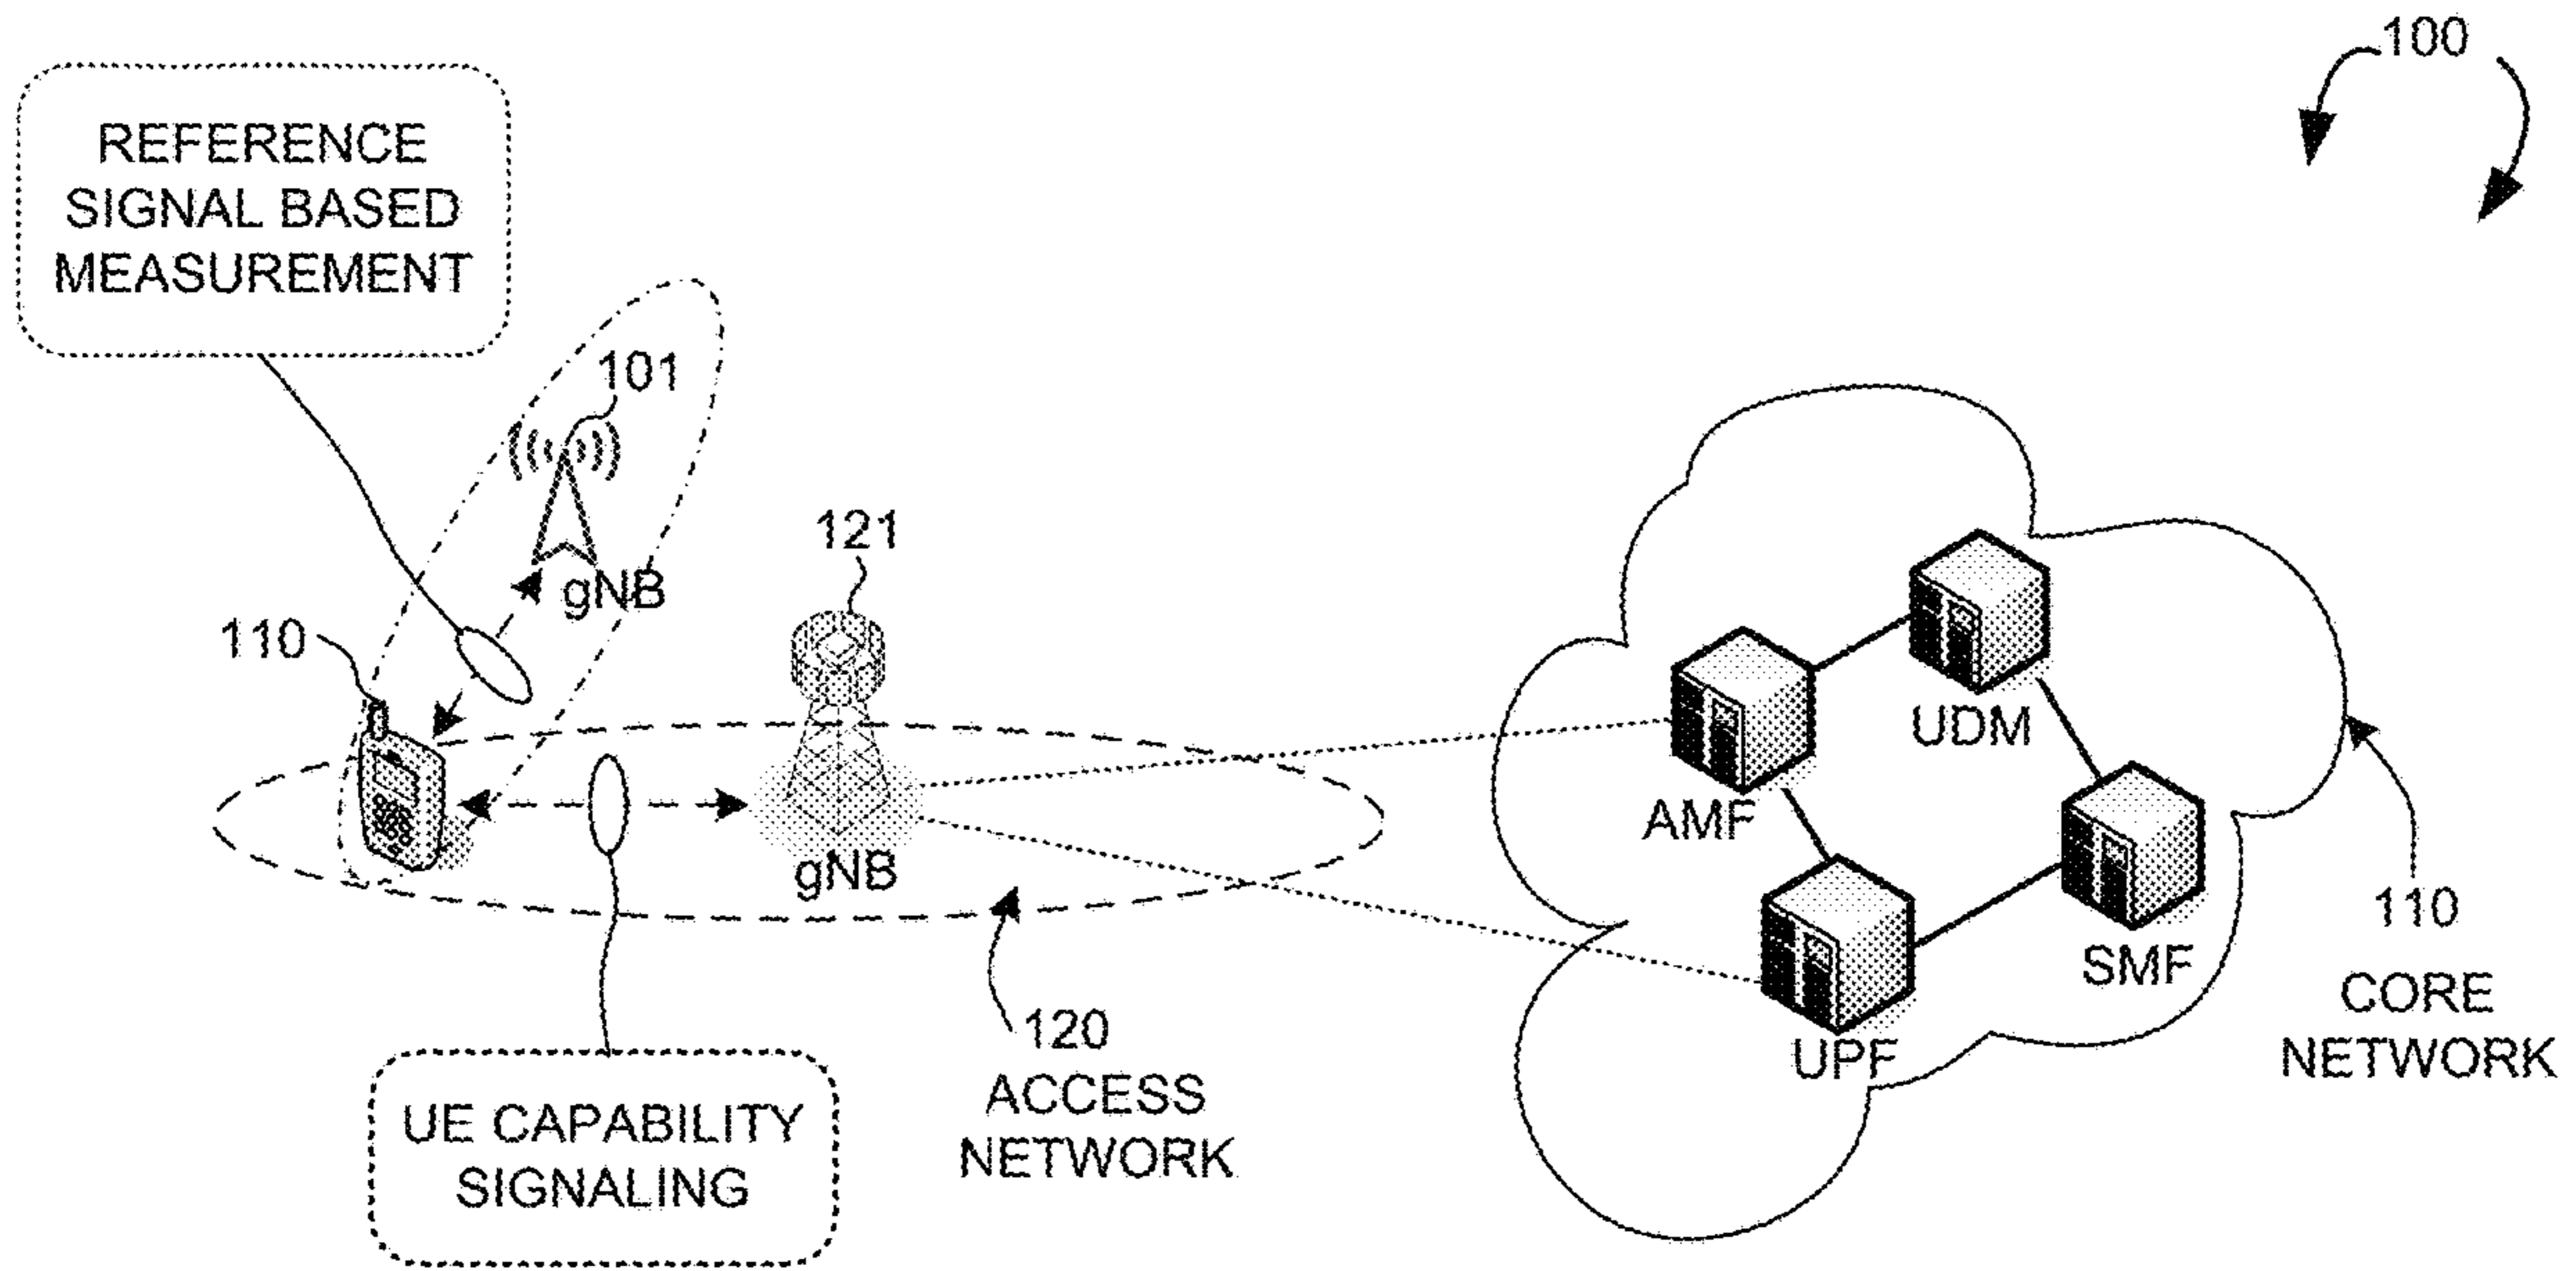 100
REFERENCE
SIGNAL BASED
MEASUREMENT
101
gNB
121
110
gNB
UDM
AMF
SMF
UPF
110
CORE
NETWORK
120
ACCESS
NETWORK
UE CAPABILITY
SIGNALING